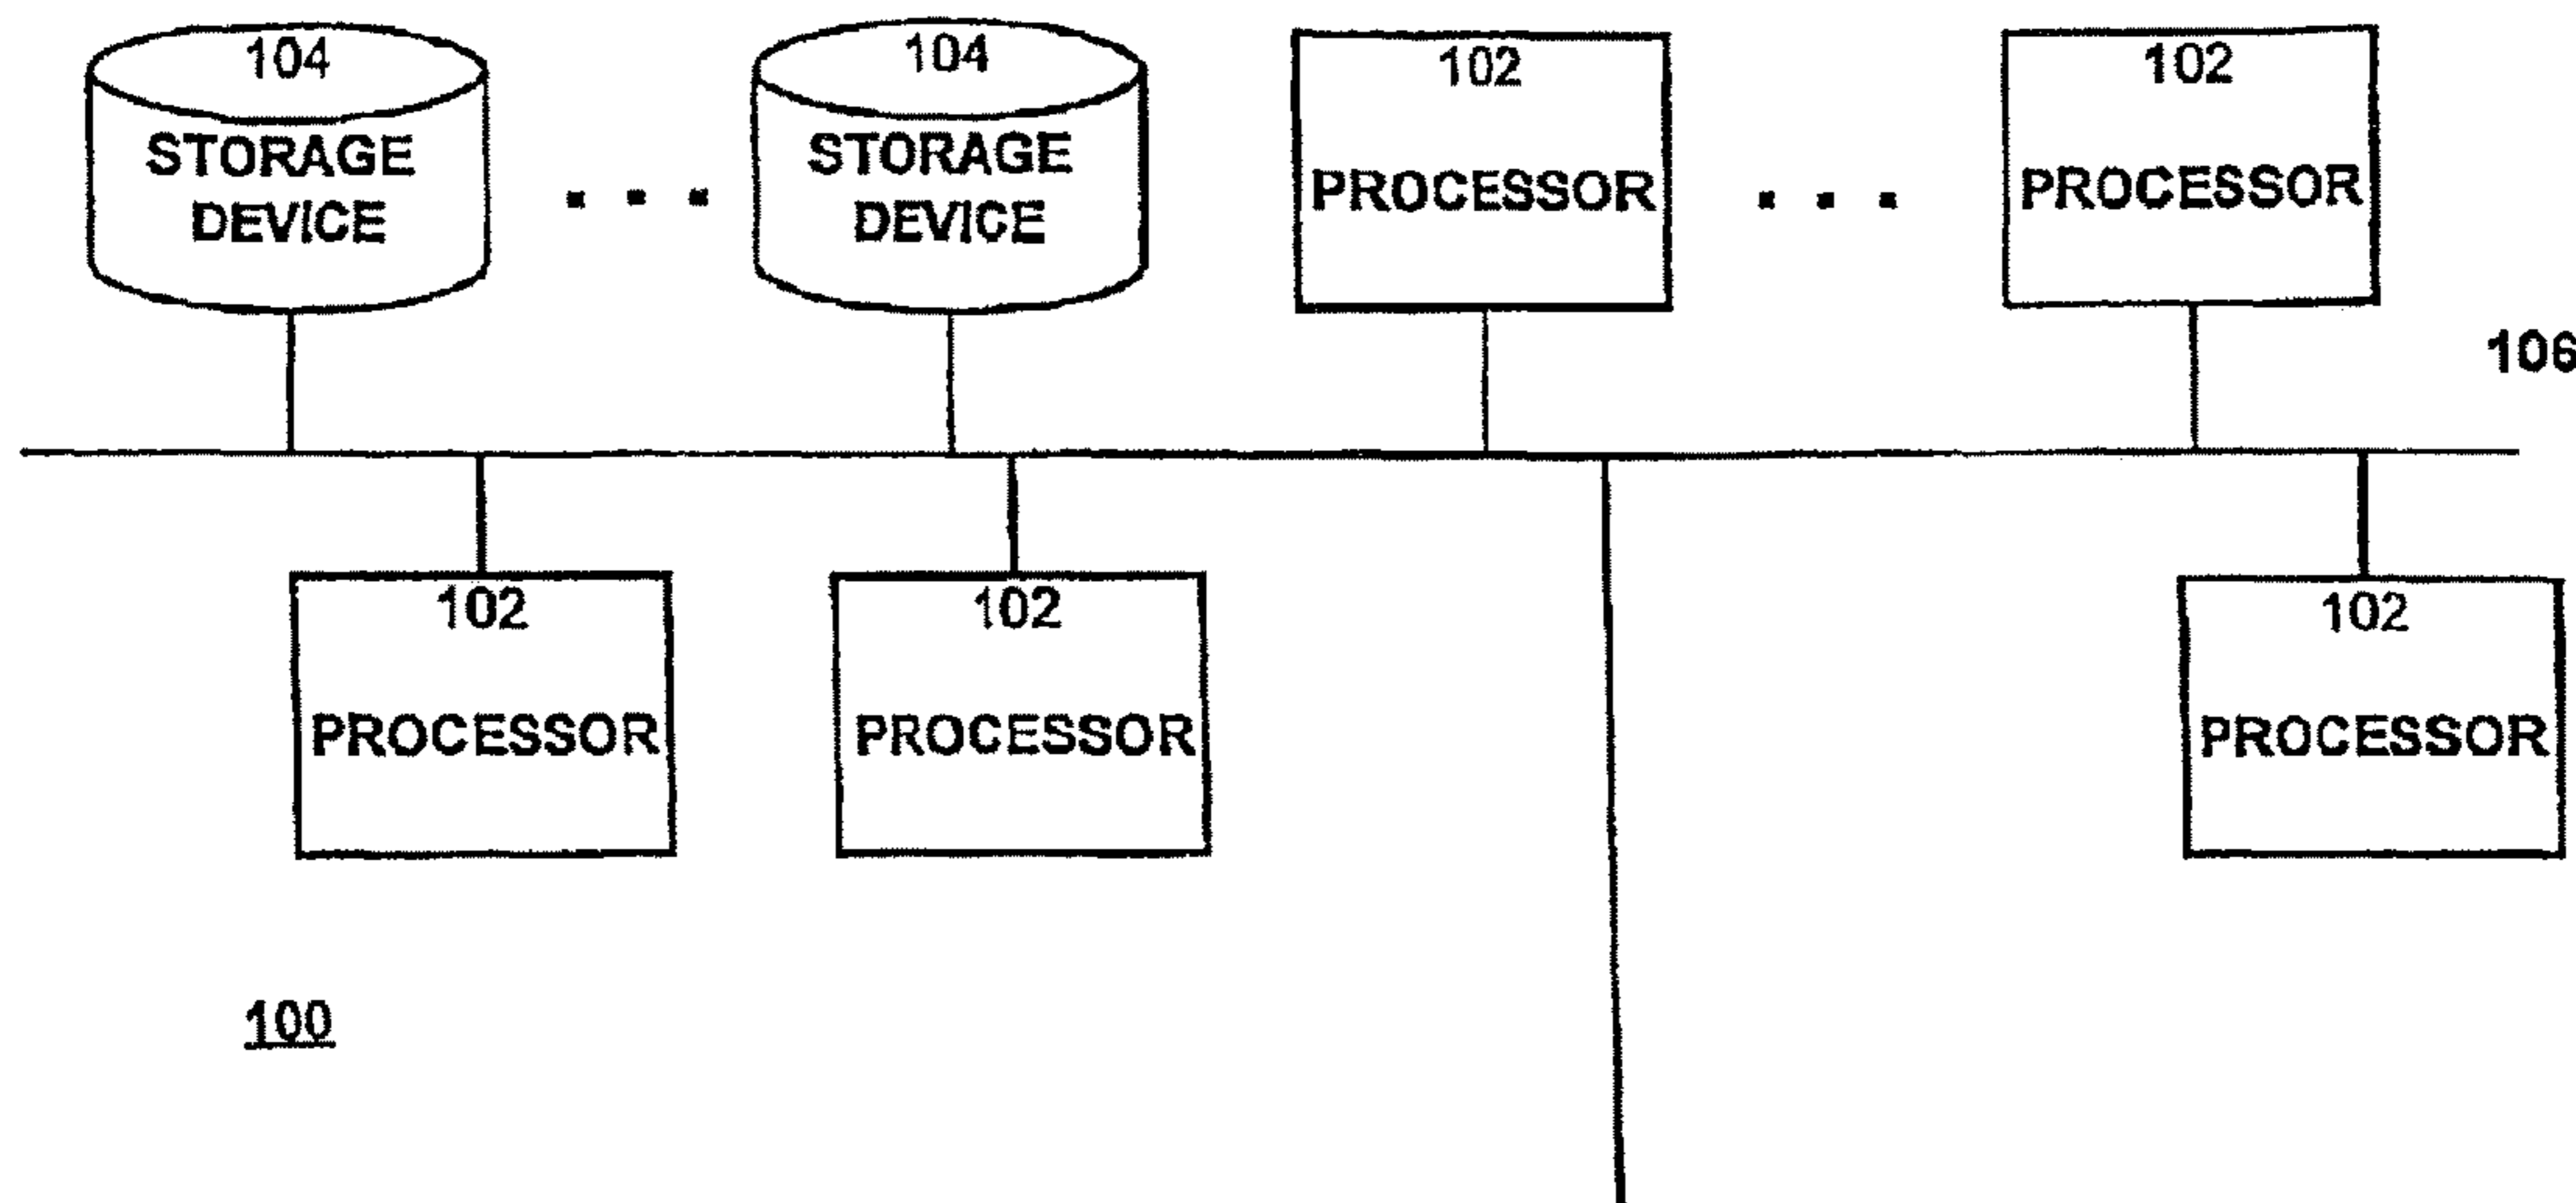 104
STORAGE
DEVICE
. . .
104
STORAGE
DEVICE
102
PROCESSOR
. . .
102
PROCESSOR
106
102
PROCESSOR
102
PROCESSOR
102
PROCESSOR
100